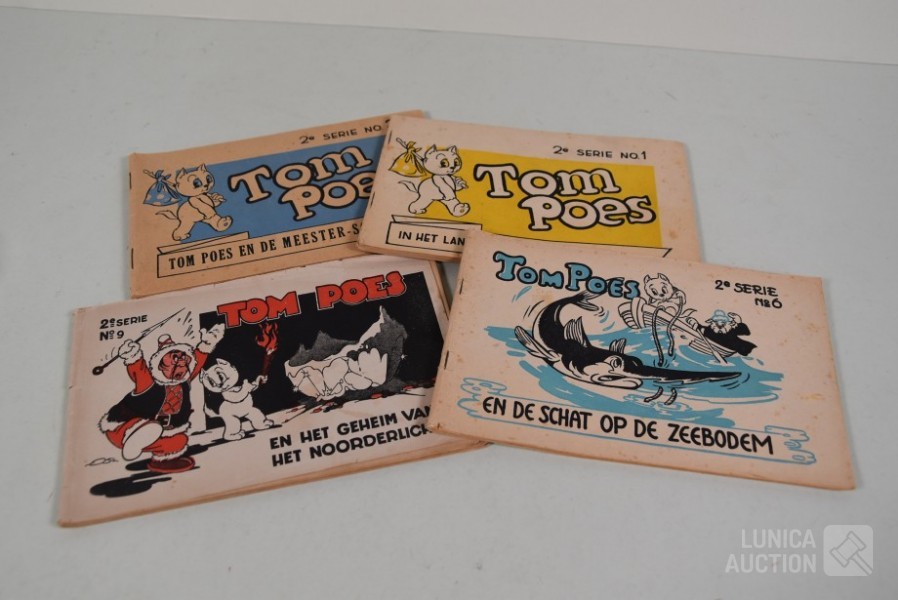 2e SERIE NO.
Tom
POES
TOM POES EN DE MEESTER-S
2e SERIE NO.1
Tom
POES
IN HET LAN
TOM POES
2e SERIE
No 9
EN HET GEHEIM VAN
HET NOORDERLICH
TOM POES
2e SERIE
No 6
EN DE SCHAT OP DE ZEEBODEM
LUNICA
AUCTION